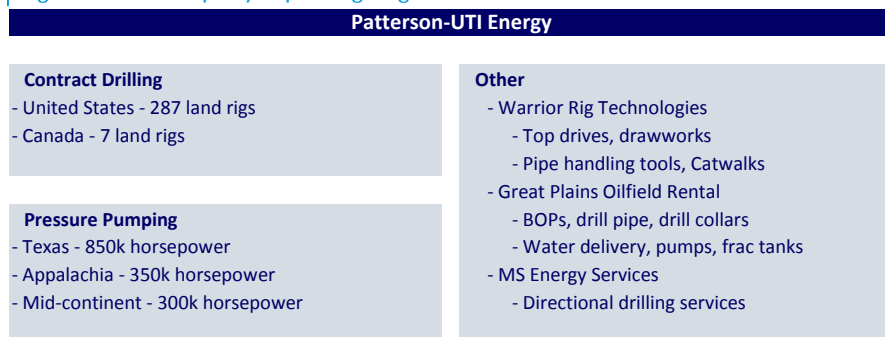 Patterson-UTI Energy
Contract Drilling
- United States - 287 land rigs
- Canada - 7 land rigs
Pressure Pumping
- Texas - 850k horsepower
- Appalachia - 350k horsepower
- Mid-continent - 300k horsepower
Other
- Warrior Rig Technologies
- Top drives, drawworks
- Pipe handling tools, Catwalks
- Great Plains Oilfield Rental
- BOPs, drill pipe, drill collars
- Water delivery, pumps, frac tanks
- MS Energy Services
- Directional drilling services